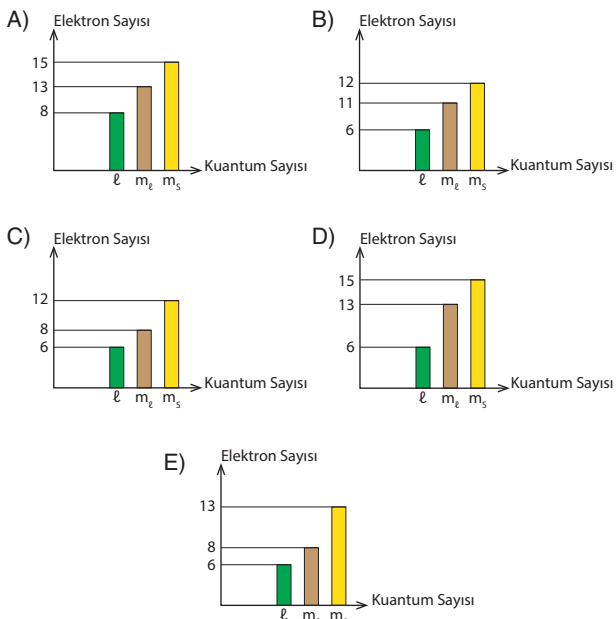 A) Elektron Sayısı
15
13
8
Kuantum Sayısı
ℓ mℓ ms
B) Elektron Sayısı
12
11
6
Kuantum Sayısı
ℓ mℓ ms
C) Elektron Sayısı
12
8
6
Kuantum Sayısı
ℓ mℓ ms
D) Elektron Sayısı
15
13
6
Kuantum Sayısı
ℓ mℓ ms
E) Elektron Sayısı
13
8
6
Kuantum Sayısı
ℓ m m